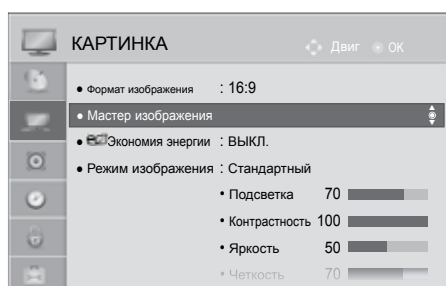 КАРТИНКА Двиг ОК
• Формат изображения : 16:9
• Мастер изображения
• Экономия энергии : ВЫКЛ.
• Режим изображения : Стандартный
• Подсветка 70
• Контрастность 100
• Яркость 50
• Четкость 70